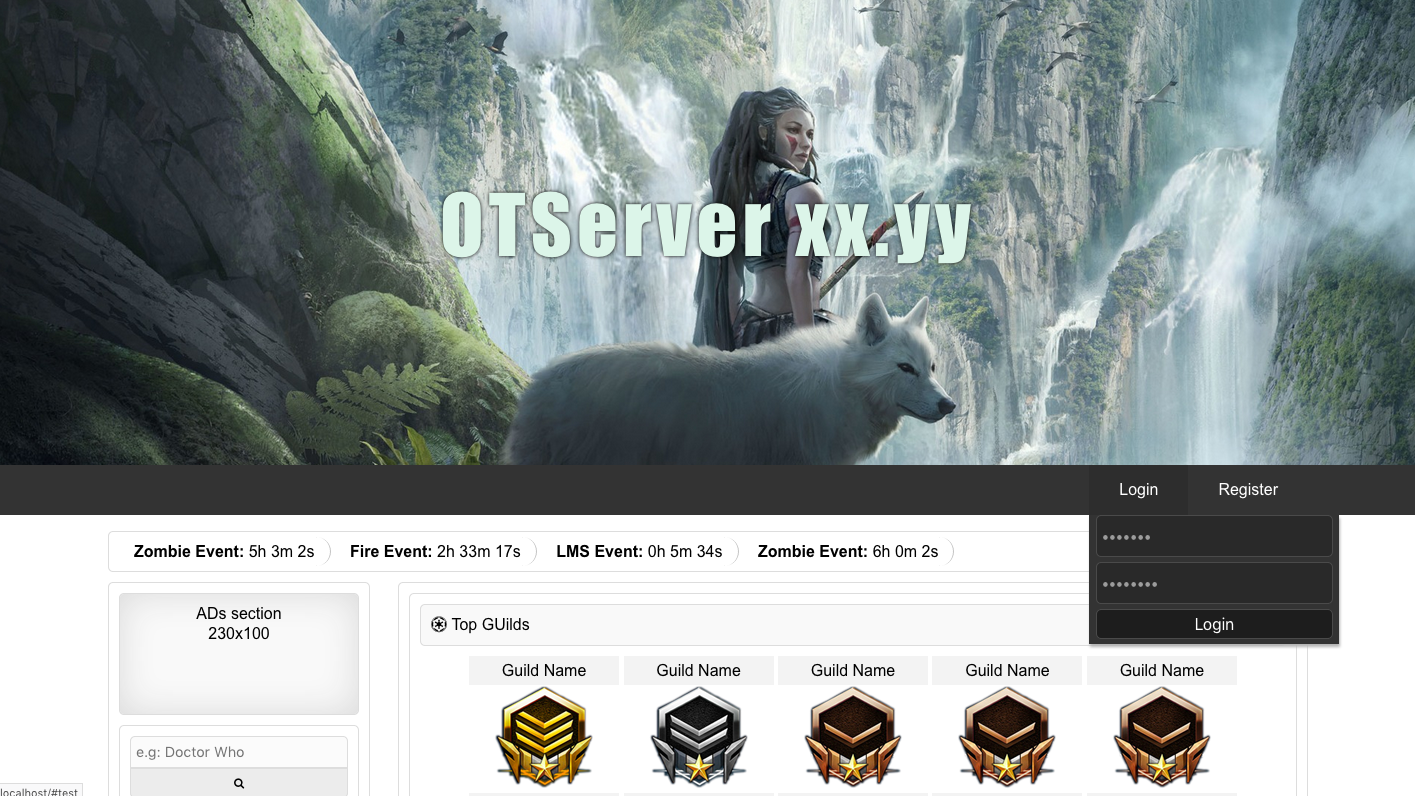 OTServer xx.yy
Login Register
Zombie Event: 5h 3m 2s Fire Event: 2h 33m 17s LMS Event: 0h 5m 34s Zombie Event: 6h 0m 2s
•••••••
••••••••
Login
ADs section
230x100
Top GUilds
Guild Name Guild Name Guild Name Guild Name Guild Name
e.g: Doctor Who
localhost/#test